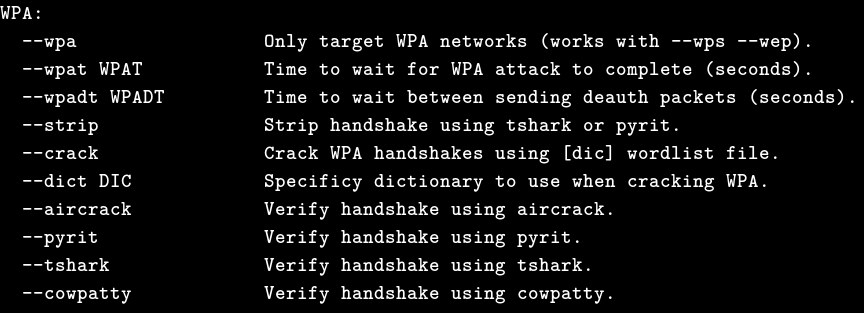 WPA:
  --wpa                 Only target WPA networks (works with --wps --wep).
  --wpat WPAT           Time to wait for WPA attack to complete (seconds).
  --wpadt WPADT         Time to wait between sending deauth packets (seconds).
  --strip               Strip handshake using tshark or pyrit.
  --crack               Crack WPA handshakes using [dic] wordlist file.
  --dict DIC            Specificy dictionary to use when cracking WPA.
  --aircrack            Verify handshake using aircrack.
  --pyrit               Verify handshake using pyrit.
  --tshark              Verify handshake using tshark.
  --cowpatty            Verify handshake using cowpatty.